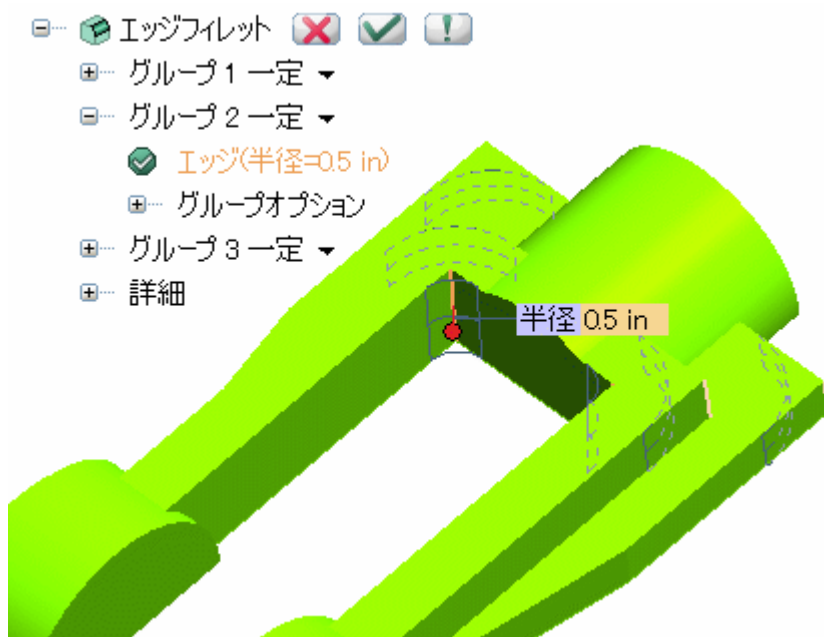 エッジフィレット
グループ1 一定
グループ2 一定
エッジ(半径=0.5 in)
グループオプション
グループ3 一定
詳細
半径 0.5 in